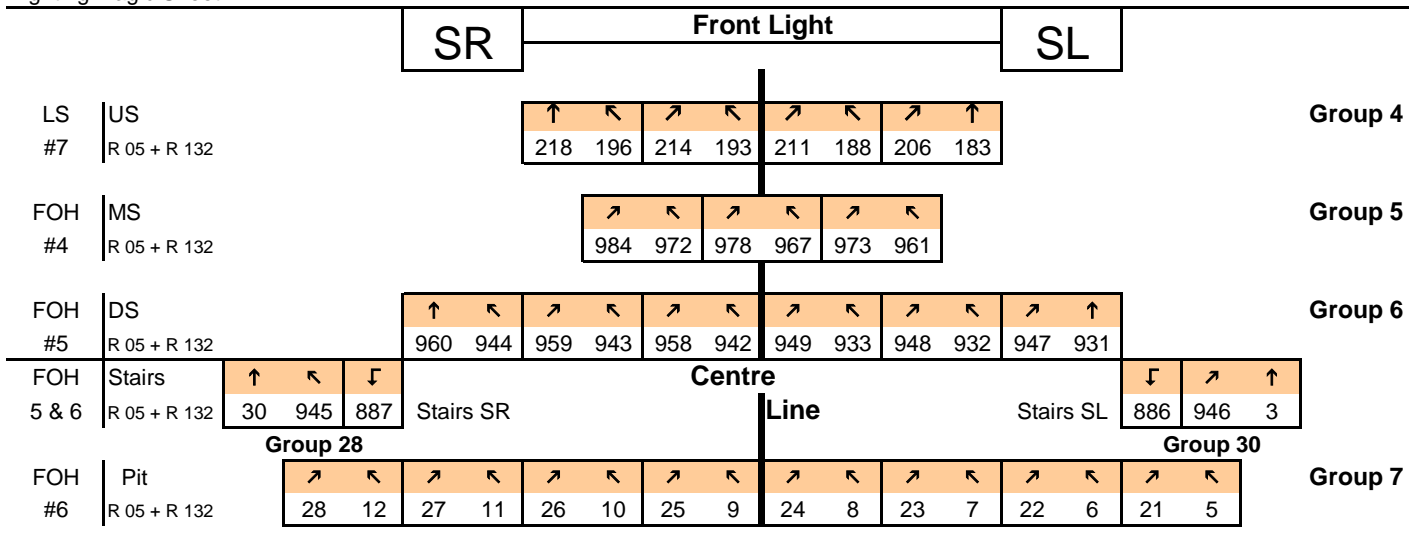 SR Front Light SL
LS US ↑ ↖ ↗ ↖ ↗ ↖ ↗ ↑ Group 4
#7 R 05 + R 132 218 196 214 193 211 188 206 183
FOH MS ↗ ↖ ↗ ↖ ↗ ↖ Group 5
#4 R 05 + R 132 984 972 978 967 973 961
FOH DS ↑ ↖ ↗ ↖ ↗ ↖ ↗ ↖ ↗ ↖ ↗ ↑ Group 6
#5 R 05 + R 132 960 944 959 943 958 942 949 933 948 932 947 931
FOH Stairs ↑ ↖ ↧ Centre ↧ ↗ ↑
5 & 6 R 05 + R 132 30 945 887 Stairs SR Line Stairs SL 886 946 3
Group 28 Group 30
FOH Pit ↗ ↖ ↗ ↖ ↗ ↖ ↗ ↖ ↗ ↖ ↗ ↖ ↗ ↖ ↗ ↖ Group 7
#6 R 05 + R 132 28 12 27 11 26 10 25 9 24 8 23 7 22 6 21 5